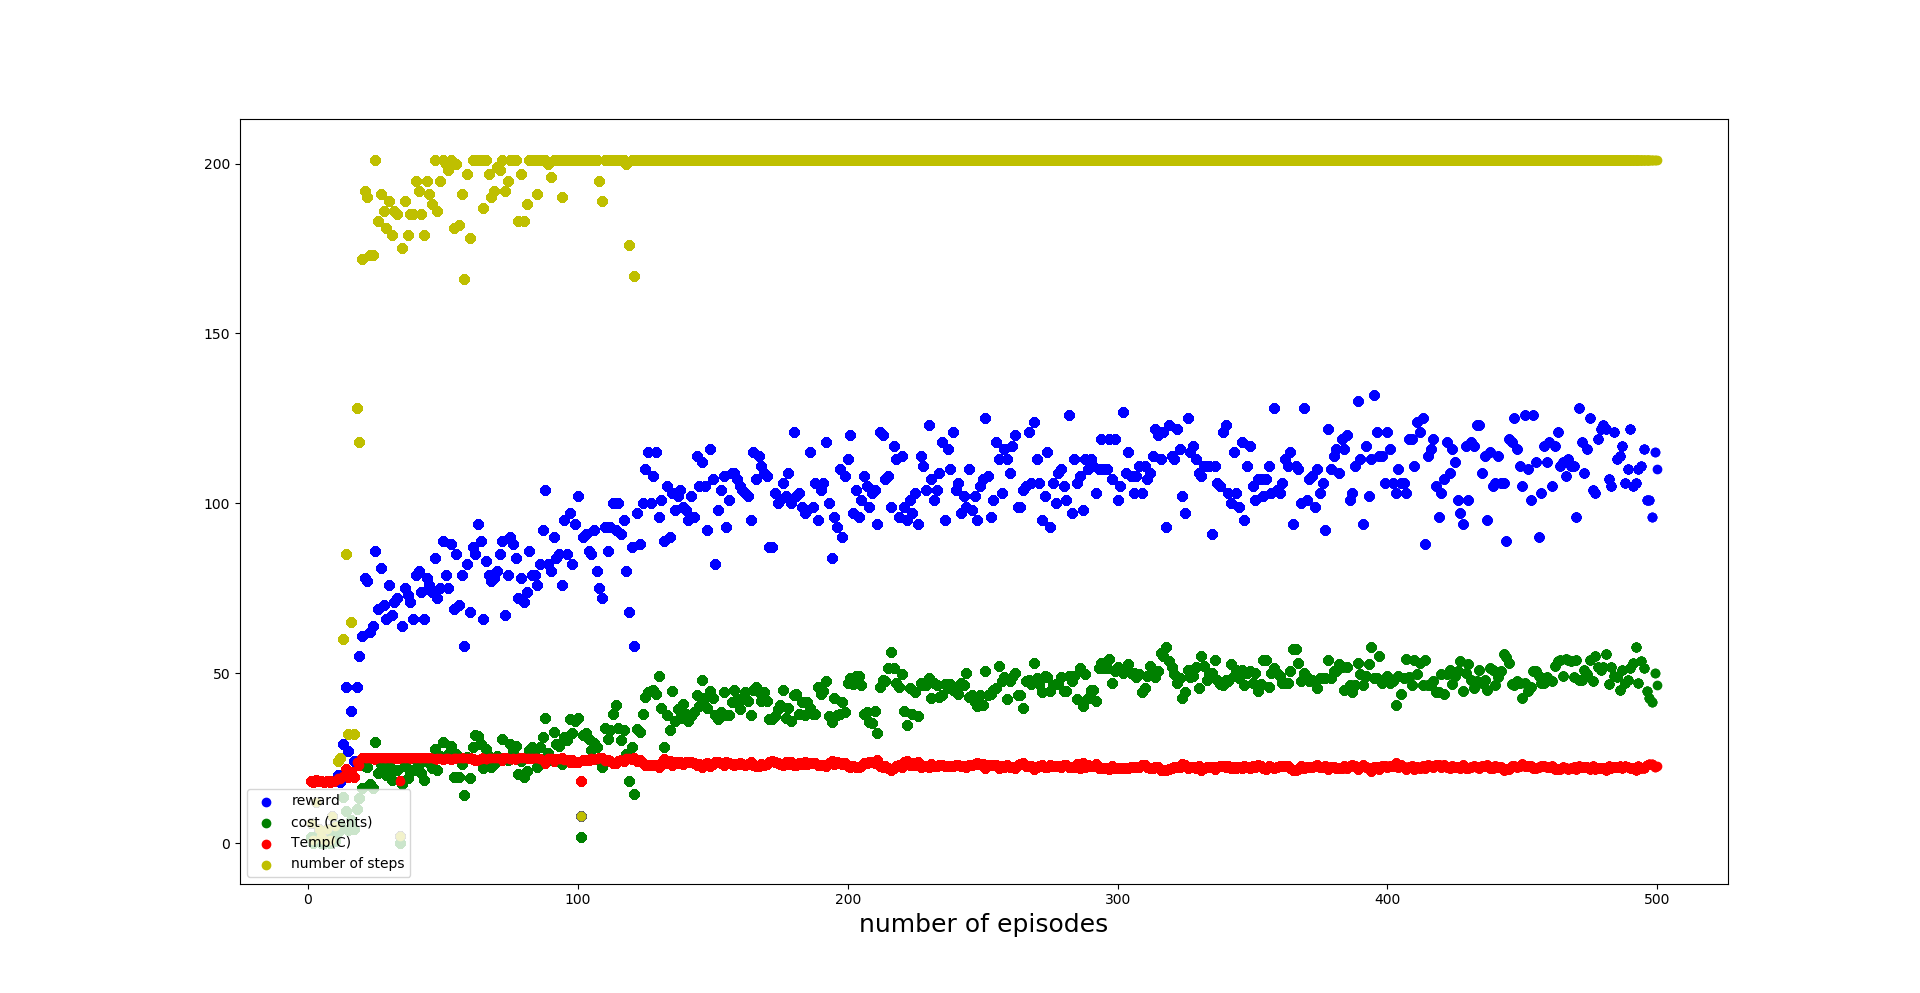 200
150
100
50
0
reward
cost (cents)
Temp(C)
number of steps
0 100 200 300 400 500
number of episodes